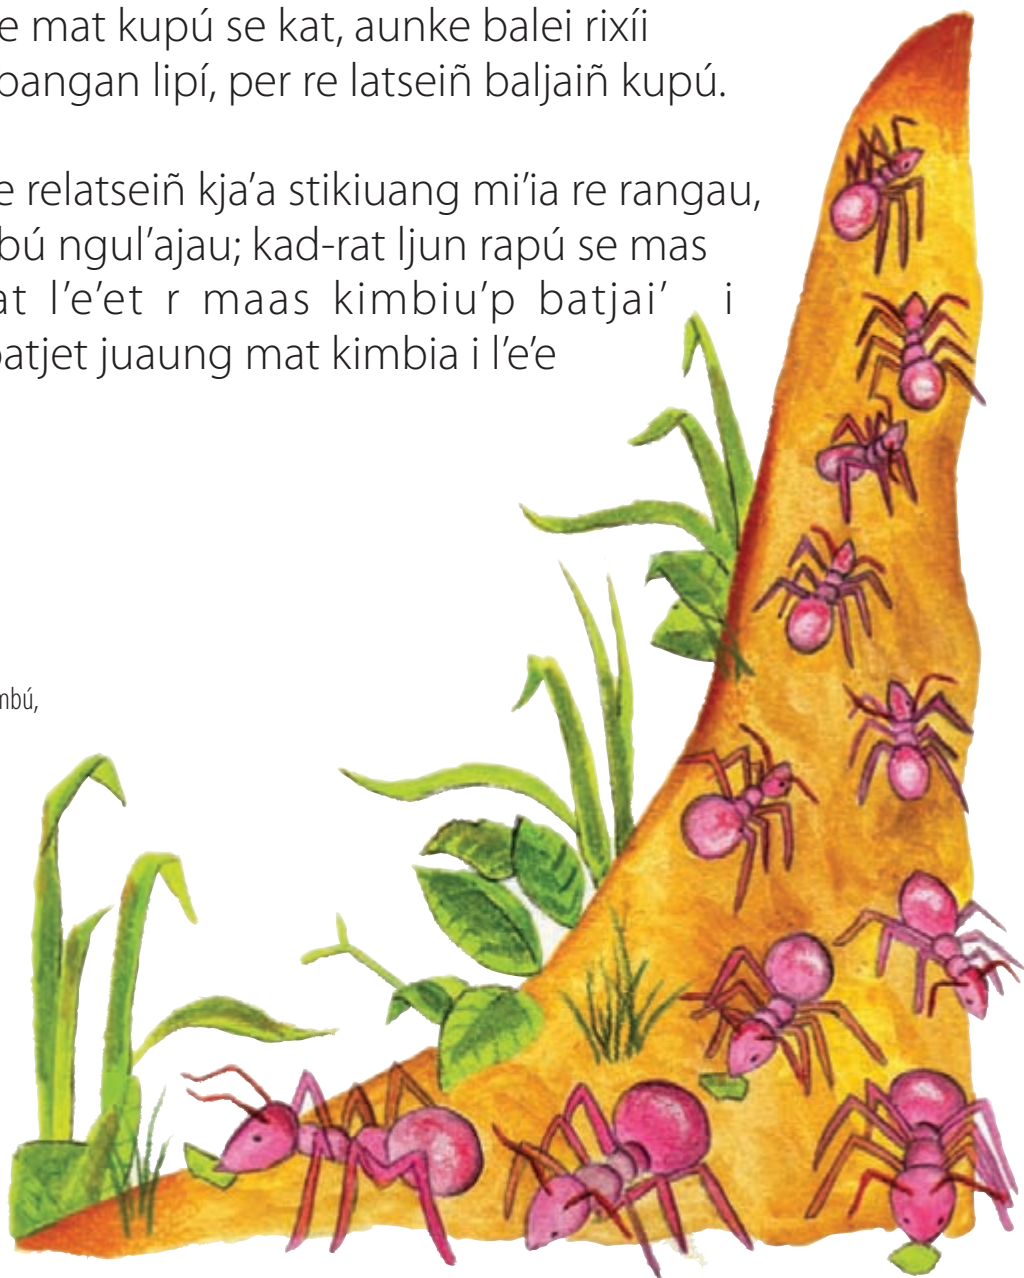 e mat kupú se kat, aunke balei rixíi
bangan lipí, per re latseiñ baljaiñ kupú.
e relatseiñ kja’a stikiuang mi’ia re rangau,
bú ngul’ajau; kad-rat ljun rapú se mas
at l’e’et r maas kimbiu’p batjai’ i
batjet juaung mat kimbia i l’e’e
mbú,